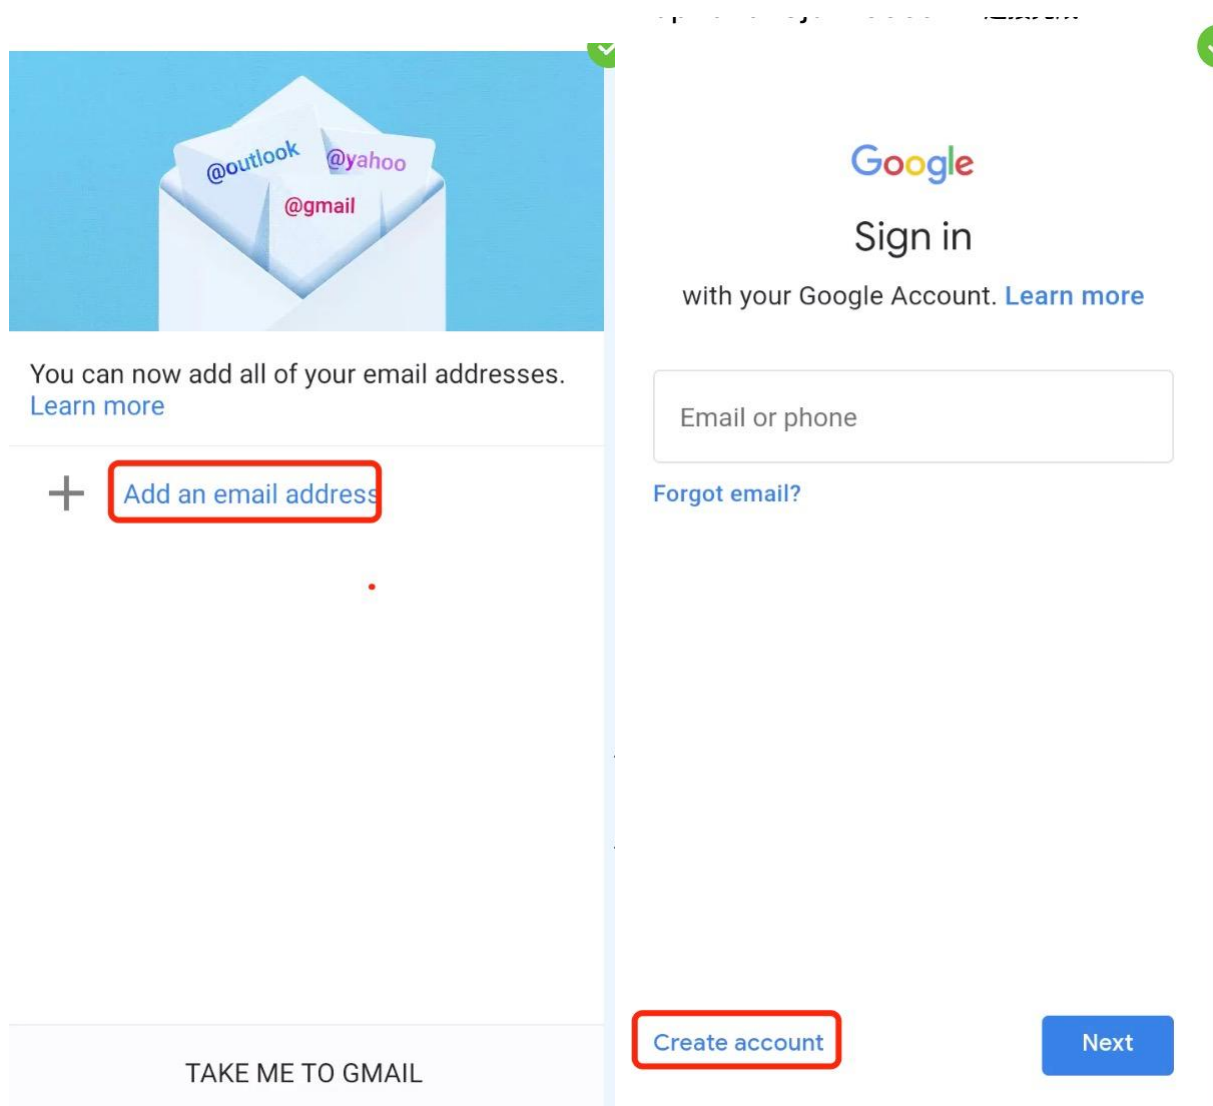 @outlook
@yahoo
@gmail
You can now add all of your email addresses.
Learn more
Add an email address
TAKE ME TO GMAIL
Google
Sign in
with your Google Account. Learn more
Email or phone
Forgot email?
Create account
Next